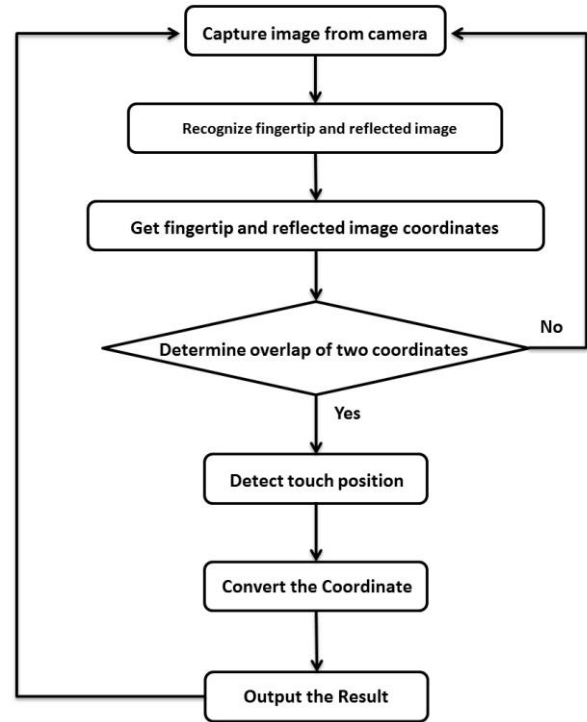 Capture image from camera
Recognize fingertip and reflected image
Get fingertip and reflected image coordinates
Determine overlap of two coordinates
No
Yes
Detect touch position
Convert the Coordinate
Output the Result